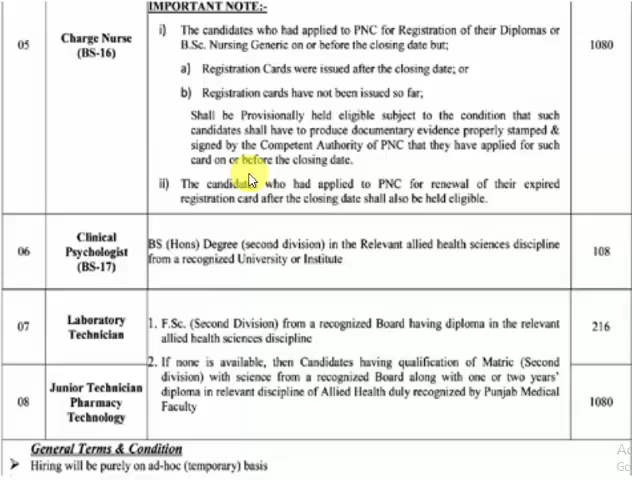 IMPORTANT NOTE:-
05
Charge Nurse
(BS-16)
i) The candidates who had applied to PNC for Registration of their Diplomas or
B.Sc. Nursing Generic on or before the closing date but;
a) Registration Cards were issued after the closing date; or
b) Registration cards have not been issued so far;
Shall be Provisionally held eligible subject to the condition that such
candidates shall have to produce documentary evidence properly stamped &
signed by the Competent Authority of PNC that they have applied for such
card on or before the closing date.
ii) The candidates who had applied to PNC for renewal of their expired
registration card after the closing date shall also be held eligible.
1080
06
Clinical
Psychologist
(BS-17)
BS (Hons) Degree (second division) in the Relevant allied health sciences discipline
from a recognized University or Institute
108
07
Laboratory
Technician
1. F.Sc. (Second Division) from a recognized Board having diploma in the relevant
allied health sciences discipline
216
2. If none is available, then Candidates having qualification of Matric (Second
division) with science from a recognized Board along with one or two years'
diploma in relevant discipline of Allied Health duly recognized by Punjab Medical
Faculty
08
Junior Technician
Pharmacy
Technology
1080
General Terms & Condition
➢ Hiring will be purely on ad-hoc (temporary) basis